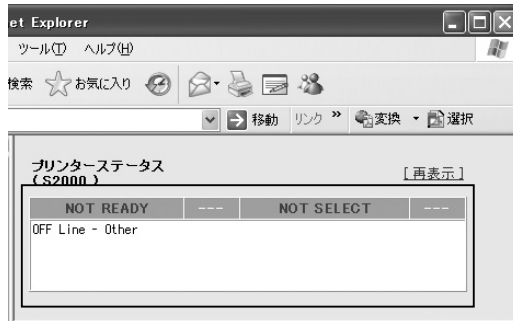 et Explorer
ツール(T) ヘルプ(H)
検索 お気に入り
移動 リンク » 変換 選択
プリンターステータス
( S2000 )
[ 再表示 ]
NOT READY --- NOT SELECT ---
OFF Line - Other